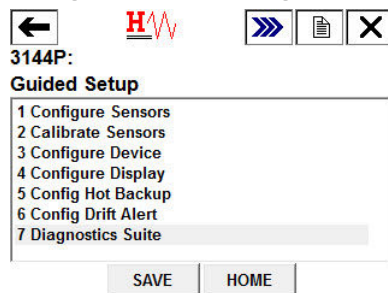 H
3144P:
Guided Setup
1 Configure Sensors
2 Calibrate Sensors
3 Configure Device
4 Configure Display
5 Config Hot Backup
6 Config Drift Alert
7 Diagnostics Suite
SAVE HOME